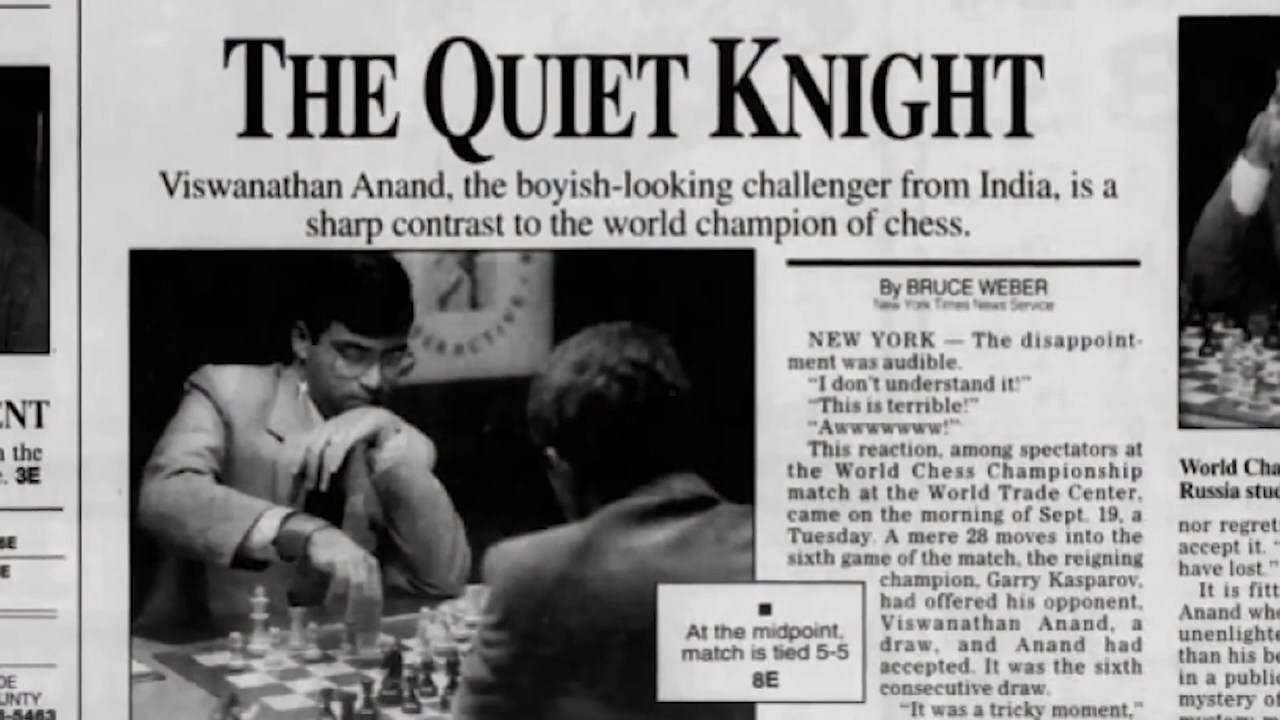 THE QUIET KNIGHT
Viswanathan Anand, the boyish-looking challenger from India, is a
sharp contrast to the world champion of chess.
By BRUCE WEBER
New York Times News Service
NEW YORK — The disappoint-
ment was audible.
"I don't understand it!"
"This is terrible!"
"Awwwwwww!"
This reaction, among spectators at
the World Chess Championship
match at the World Trade Center,
came on the morning of Sept. 19, a
Tuesday. A mere 28 moves into the
sixth game of the match, the reigning
champion, Garry Kasparov,
had offered his opponent,
Viswanathan Anand, a
draw, and Anand had
accepted. It was the sixth
consecutive draw.
"It was a tricky moment,"
At the midpoint,
match is tied 5-5
8E
ENT
the
3E
E
UNTY
-5463
World Cha
Russia stu
nor regret
accept it. "
have lost."
It is fitt
Anand wh
unenlighte
than his be
in a public
mystery o